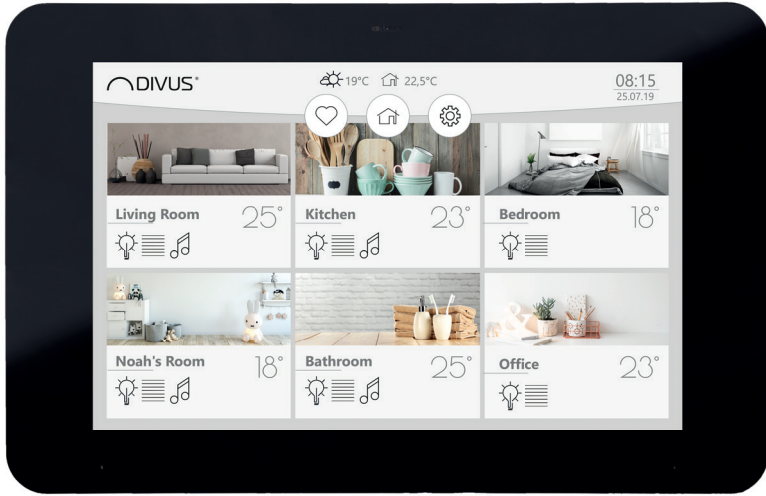 DIVUS®
19°C 22,5°C
08:15
25.07.19
Living Room 25°
Kitchen 23°
Bedroom 18°
Noah's Room 18°
Bathroom 25°
Office 23°